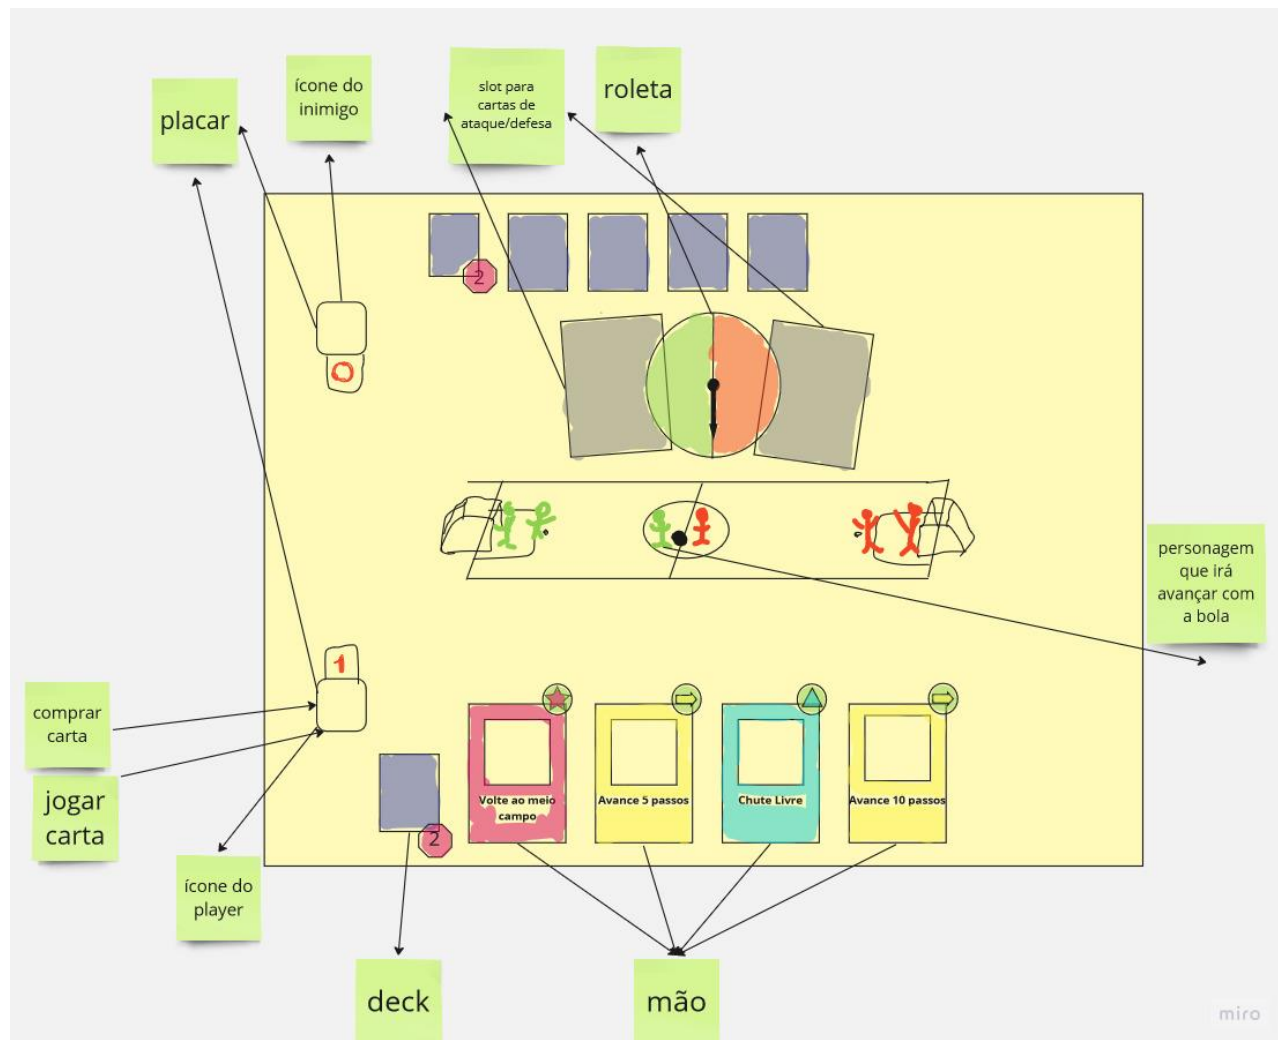 placar
ícone do
inimigo
slot para
cartas de
ataque/defesa
roleta
2
0
personagem
que irá
avançar com
a bola
1
comprar
carta
jogar
carta
ícone do
player
2
Volte ao meio
campo
Avance 5 passos
Chute Livre
Avance 10 passos
deck
mão
miro